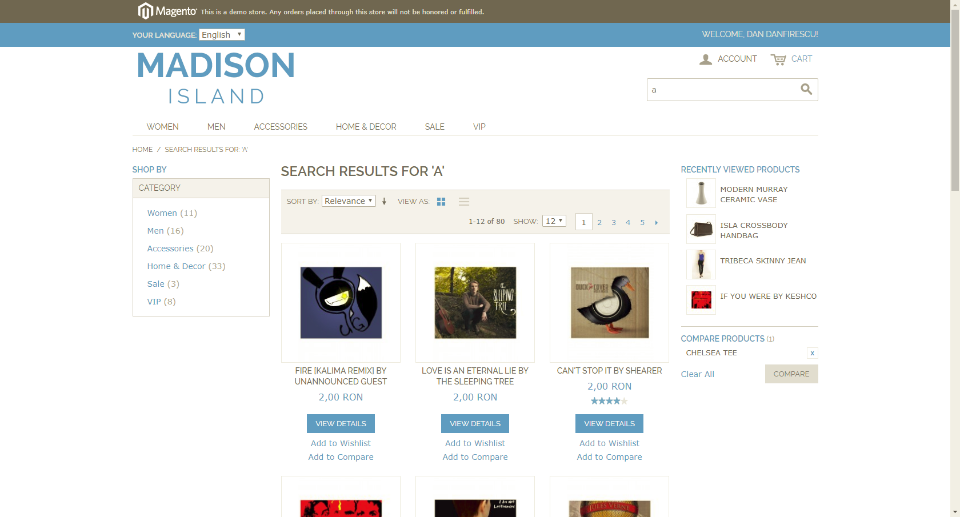 Magento This is a demo store. Any orders placed through this store will not be honored or fulfilled.
YOUR LANGUAGE: English
WELCOME, DAN DANFIRESCU!
MADISON
ISLAND
ACCOUNT
CART
a
WOMEN MEN ACCESSORIES HOME & DECOR SALE VIP
HOME / SEARCH RESULTS FOR: 'A'
SHOP BY
CATEGORY
Women (11)
Men (16)
Accessories (20)
Home & Decor (33)
Sale (3)
VIP (8)
SEARCH RESULTS FOR 'A'
SORT BY: Relevance VIEW AS:
1-12 of 80 SHOW: 12 1 2 3 4 5
THE
SLEEPING
TREE
FIRE [KALIMA REMIX] BY
UNANNOUNCED GUEST
2,00 RON
VIEW DETAILS
Add to Wishlist
Add to Compare
LOVE IS AN ETERNAL LIE BY
THE SLEEPING TREE
2,00 RON
VIEW DETAILS
Add to Wishlist
Add to Compare
CAN'T STOP IT BY SHEARER
2,00 RON
VIEW DETAILS
Add to Wishlist
Add to Compare
RECENTLY VIEWED PRODUCTS
MODERN MURRAY
CERAMIC VASE
ISLA CROSSBODY
HANDBAG
TRIBECA SKINNY JEAN
IF YOU WERE BY KESHCO
COMPARE PRODUCTS (1)
CHELSEA TEE x
Clear All COMPARE